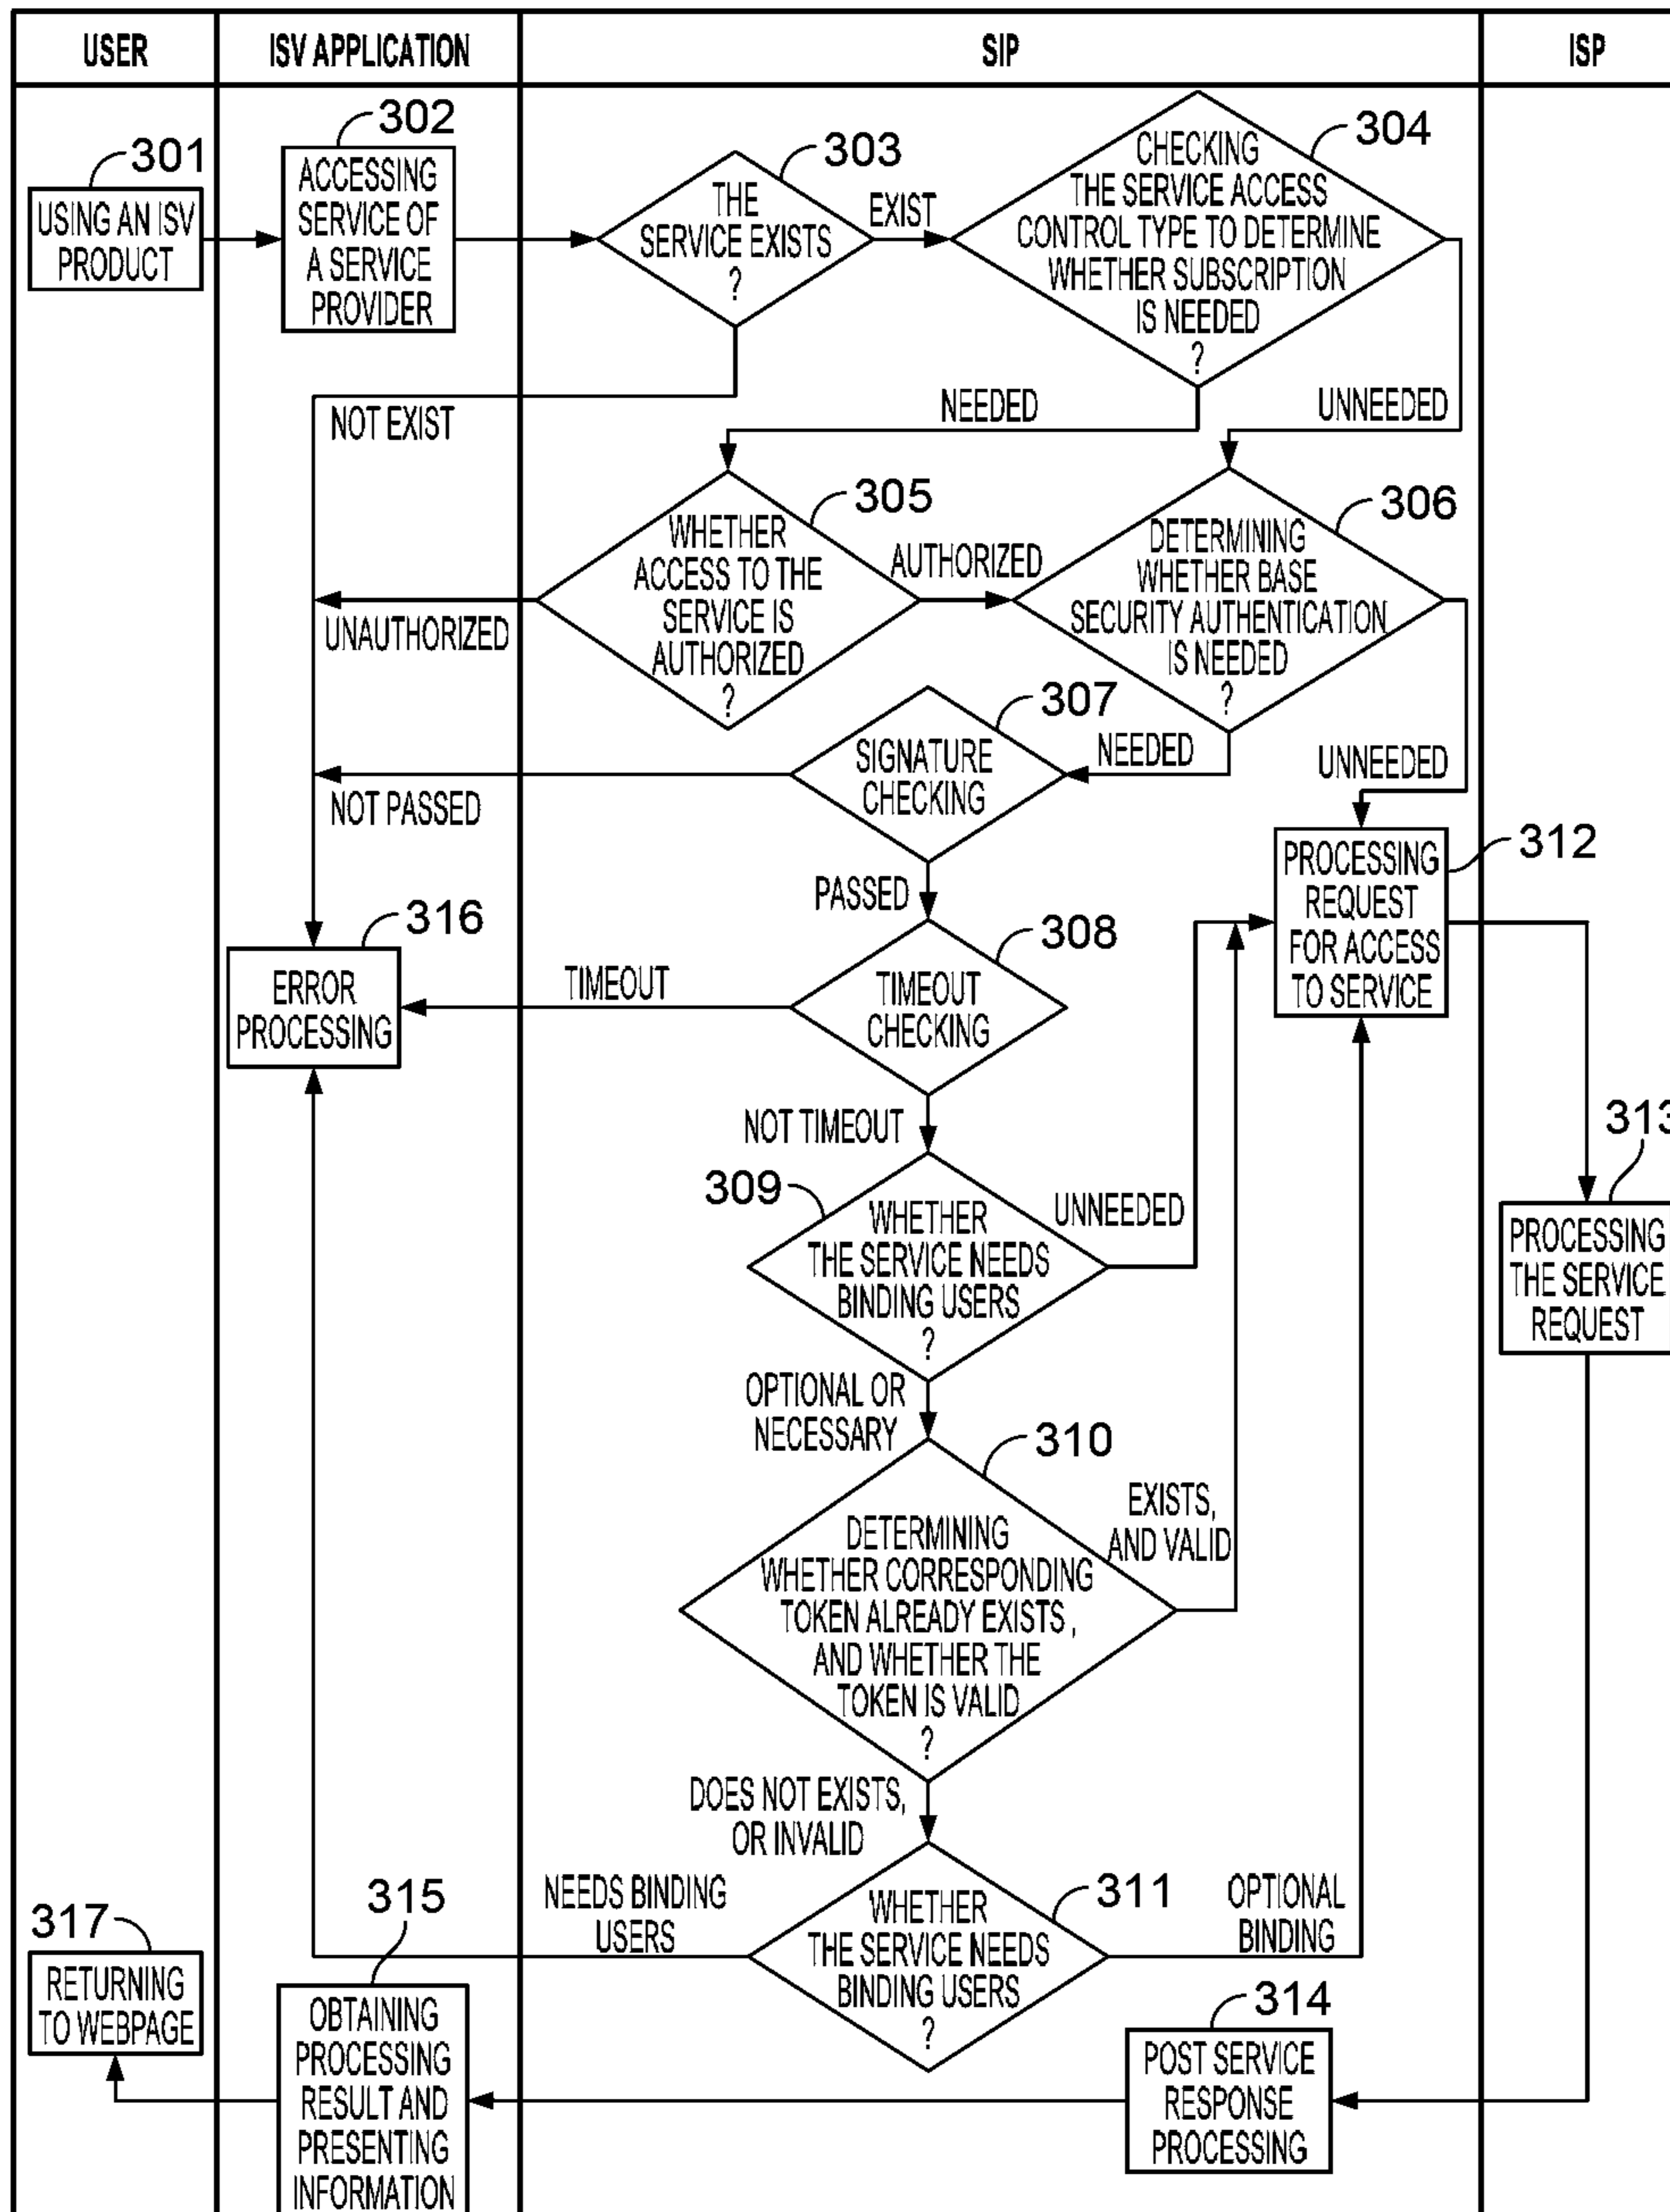 USER
ISV APPLICATION
SIP
ISP
301
USING AN ISV
PRODUCT
302
ACCESSING
SERVICE OF
A SERVICE
PROVIDER
303
THE
SERVICE EXISTS
?
EXIST
NOT EXIST
304
CHECKING
THE SERVICE ACCESS
CONTROL TYPE TO DETERMINE
WHETHER SUBSCRIPTION
IS NEEDED
?
NEEDED
UNNEEDED
305
WHETHER
ACCESS TO THE
SERVICE IS
AUTHORIZED
?
AUTHORIZED
UNAUTHORIZED
306
DETERMINING
WHETHER BASE
SECURITY AUTHENTICATION
IS NEEDED
?
NEEDED
UNNEEDED
307
SIGNATURE
CHECKING
NOT PASSED
PASSED
312
PROCESSING
REQUEST
FOR ACCESS
TO SERVICE
316
ERROR
PROCESSING
308
TIMEOUT
CHECKING
TIMEOUT
NOT TIMEOUT
309
WHETHER
THE SERVICE NEEDS
BINDING USERS
?
UNNEEDED
OPTIONAL OR
NECESSARY
313
PROCESSING
THE SERVICE
REQUEST
310
DETERMINING
WHETHER CORRESPONDING
TOKEN ALREADY EXISTS ,
AND WHETHER THE
TOKEN IS VALID
?
EXISTS,
AND VALID
DOES NOT EXISTS,
OR INVALID
311
WHETHER
THE SERVICE NEEDS
BINDING USERS
?
NEEDS BINDING
USERS
OPTIONAL
BINDING
317
RETURNING
TO WEBPAGE
315
OBTAINING
PROCESSING
RESULT AND
PRESENTING
INFORMATION
314
POST SERVICE
RESPONSE
PROCESSING